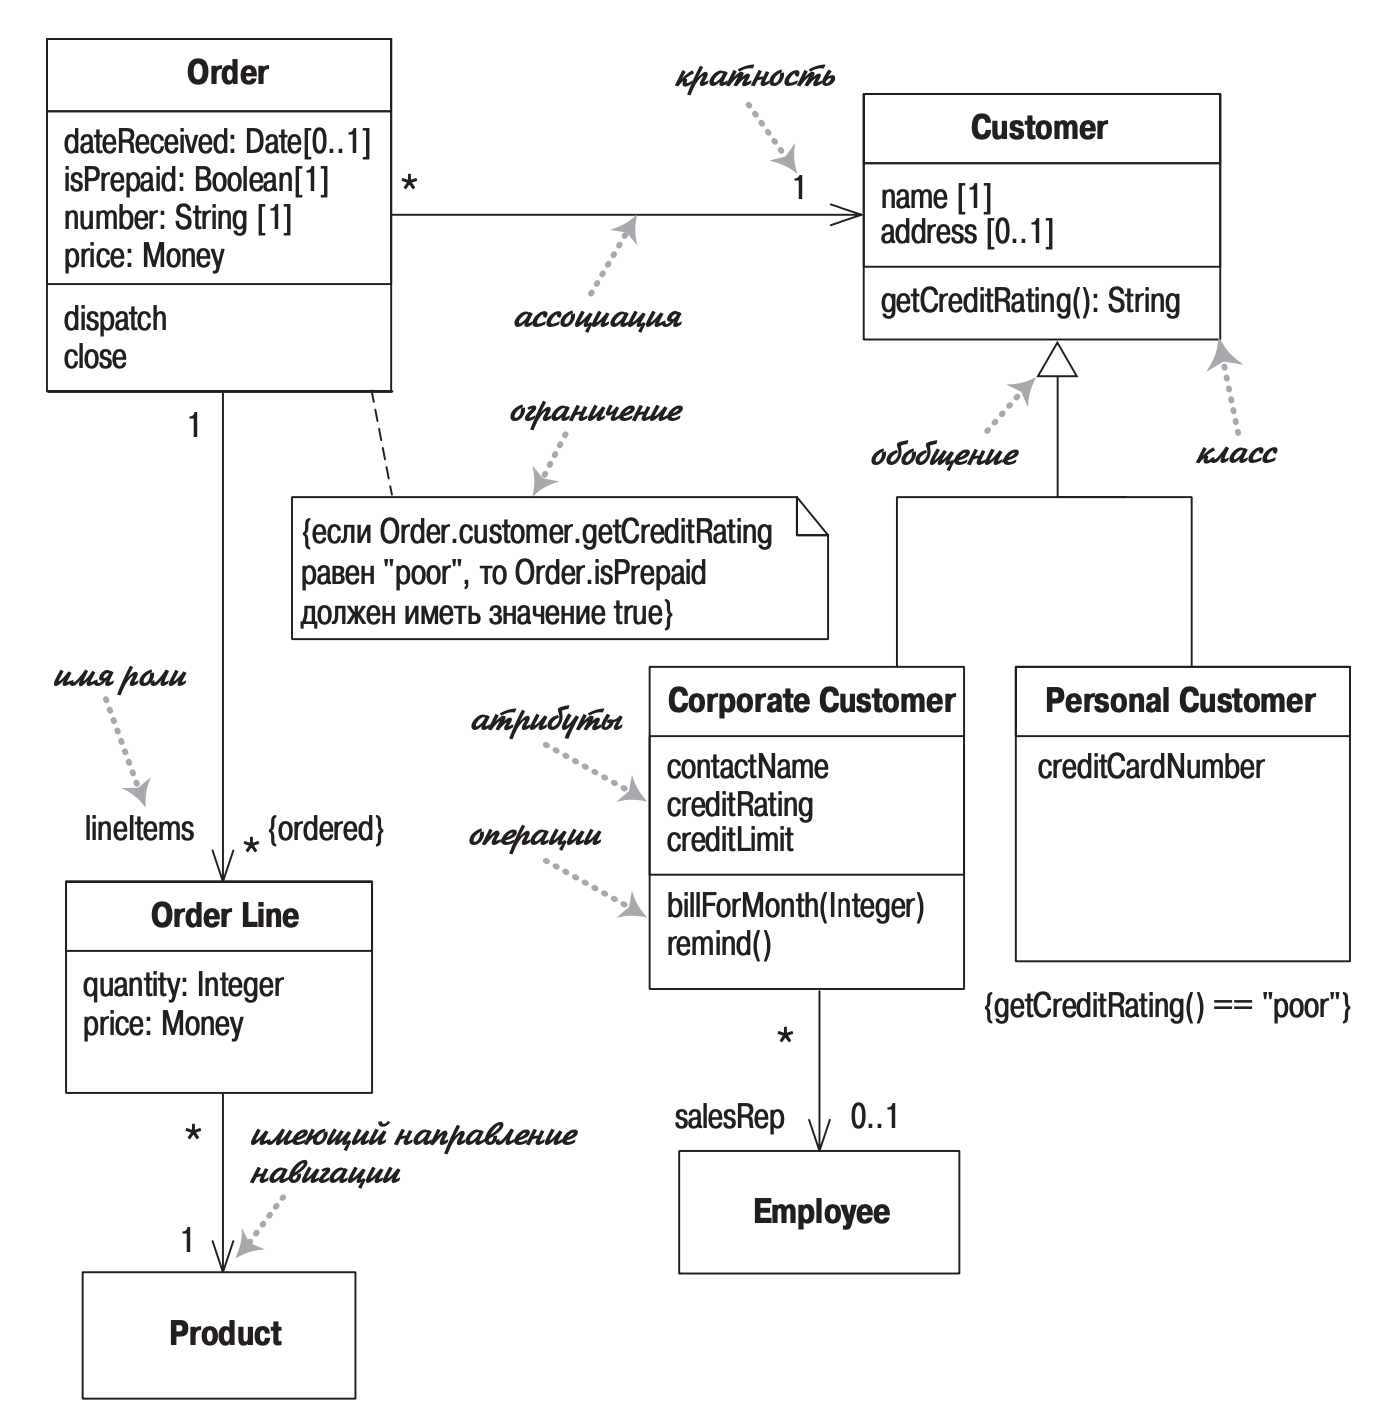 Order
dateReceived: Date[0..1]
isPrepaid: Boolean[1]
number: String [1]
price: Money
dispatch
close
*
1
кратность
Customer
name [1]
address [0..1]
getCreditRating(): String
ассоциация
1
ограничение
обобщение
класс
{если Order.customer.getCreditRating
равен "poor", то Order.isPrepaid
должен иметь значение true}
имя роли
lineItems
*
{ordered}
атрибуты
операции
Corporate Customer
contactName
creditRating
creditLimit
billForMonth(Integer)
remind()
Personal Customer
creditCardNumber
{getCreditRating() == "poor"}
Order Line
quantity: Integer
price: Money
*
имеющий направление
навигации
1
Product
*
salesRep
0..1
Employee